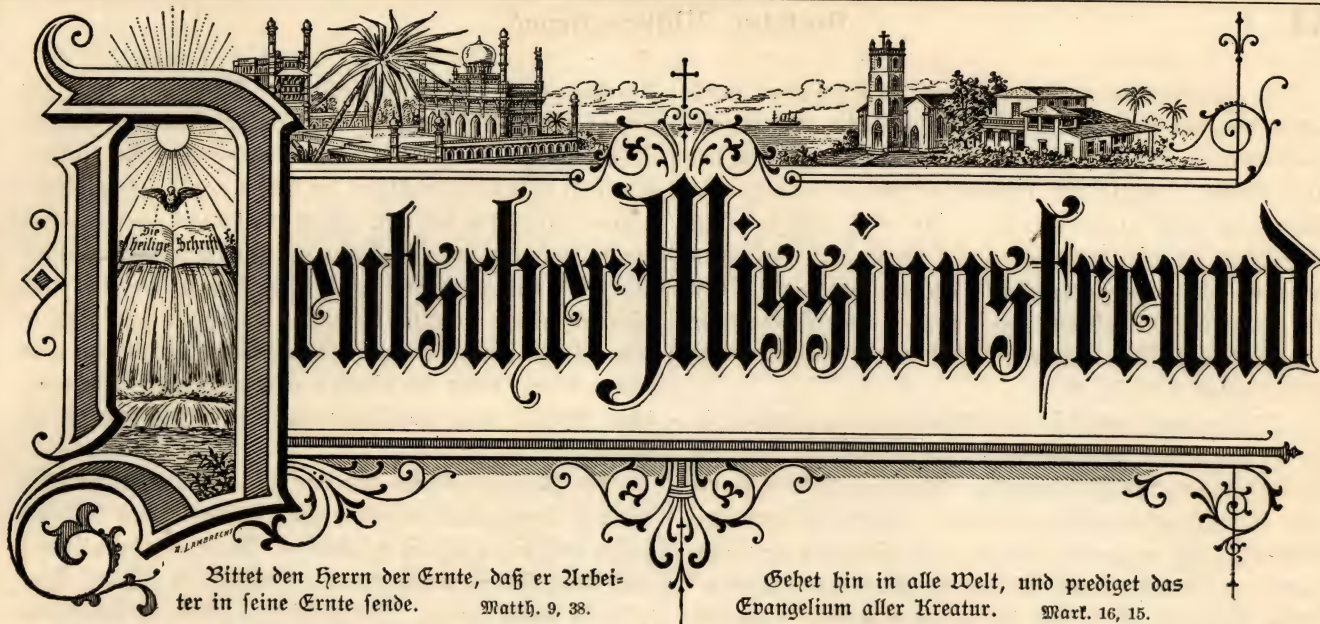 Die
heilige Schrift
Deutscher Missionsfreund
A. LAMBRECHT
Bittet den Herrn der Ernte, daß er Arbei=
ter in seine Ernte sende. Matth. 9, 38.
Gehet hin in alle Welt, und prediget das
Evangelium aller Kreatur. Mark. 16, 15.